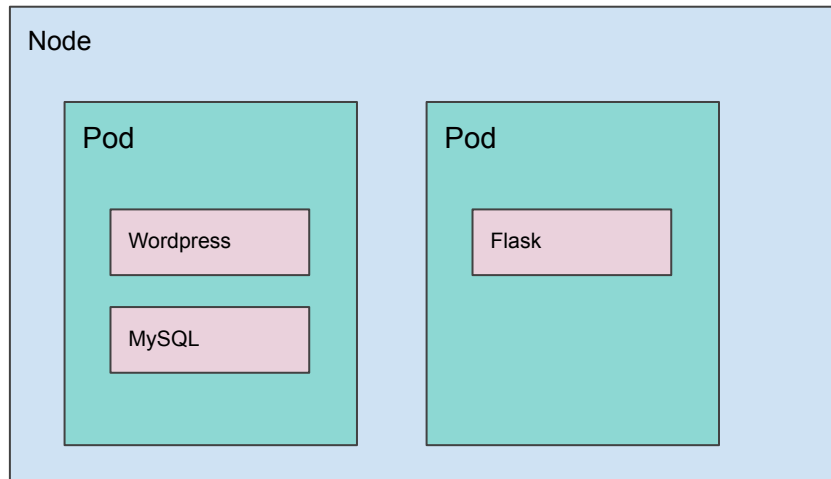 Node
Pod
Wordpress
MySQL
Pod
Flask